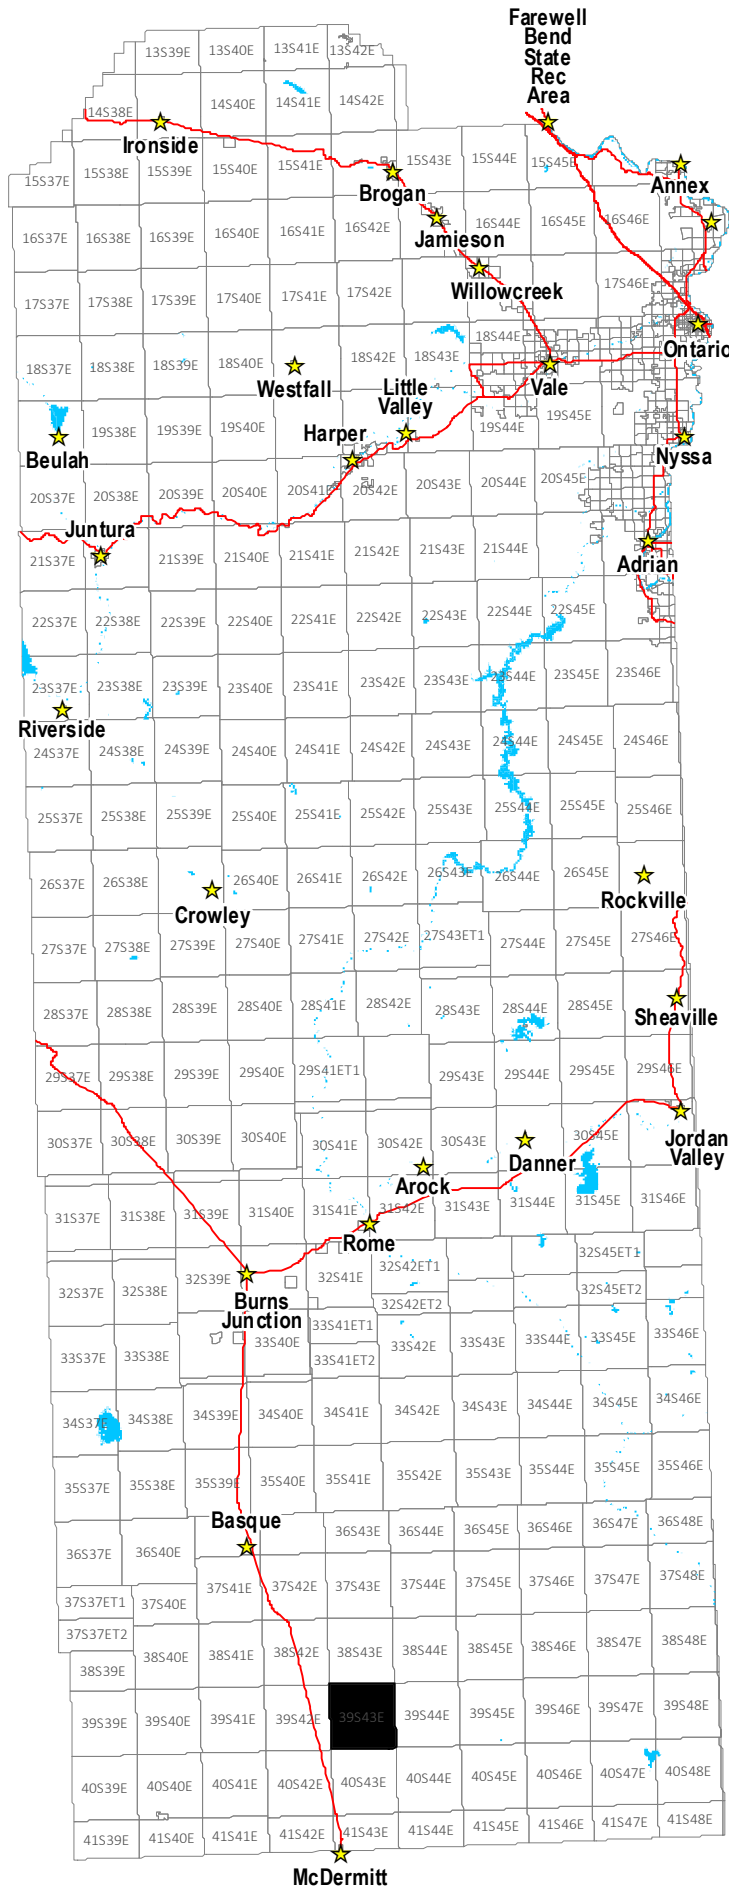 Farewell
Bend
State
Rec
Area
13S39E 13S40E 13S41E 13S42E
14S38E 14S40E 14S41E 14S42E
Ironside
15S37E 15S38E 15S39E 15S40E 15S41E 15S43E 15S44E 15S45E
Brogan
Annex
16S37E 16S38E 16S39E 16S40E 16S41E 16S42E 16S44E 16S45E 16S46E
Jamieson
Willowcreek
17S37E 17S38E 17S39E 17S40E 17S41E 17S42E 17S46E
Ontario
18S37E 18S38E 18S39E 18S40E 18S42E 18S43E 18S44E
Westfall
Little
Valley
Vale
19S38E 19S39E 19S40E 19S44E 19S45E
Beulah
Harper
Nyssa
20S37E 20S38E 20S39E 20S40E 20S41E 20S42E 20S43E 20S44E 20S45E
Juntura
21S37E 21S39E 21S40E 21S41E 21S42E 21S43E 21S44E
Adrian
22S37E 22S38E 22S39E 22S40E 22S41E 22S42E 22S43E 22S44E 22S45E
23S37E 23S38E 23S39E 23S40E 23S41E 23S42E 23S43E 23S44E 23S45E 23S46E
Riverside
24S37E 24S38E 24S39E 24S40E 24S41E 24S42E 24S43E 24S44E 24S45E 24S46E
25S37E 25S38E 25S39E 25S40E 25S41E 25S42E 25S43E 25S44E 25S45E 25S46E
26S37E 26S38E 26S40E 26S41E 26S42E 26S43E 26S44E 26S45E
Crowley
Rockville
27S37E 27S38E 27S39E 27S40E 27S41E 27S42E 27S43ET1 27S44E 27S45E 27S46E
28S37E 28S38E 28S39E 28S40E 28S41E 28S42E 28S43E 28S44E 28S45E
Sheaville
29S37E 29S38E 29S39E 29S40E 29S41ET1 29S43E 29S44E 29S45E 29S46E
30S37E 30S38E 30S39E 30S40E 30S41E 30S42E 30S43E 30S45E
Jordan
Valley
Danner
Arock
31S37E 31S38E 31S39E 31S40E 31S41E 31S42E 31S43E 31S44E 31S45E 31S46E
Rome
32S37E 32S38E 32S39E 32S41E 32S42ET1 32S45ET1
32S42ET2 32S45ET2
Burns
Junction
33S41ET1
33S37E 33S38E 33S40E 33S41ET2 33S42E 33S43E 33S44E 33S45E 33S46E
34S37E 34S38E 34S39E 34S40E 34S41E 34S42E 34S43E 34S44E 34S45E 34S46E
35S37E 35S38E 35S39E 35S40E 35S41E 35S42E 35S43E 35S44E 35S45E 35S46E
Basque
36S37E 36S40E 36S43E 36S44E 36S45E 36S46E 36S47E 36S48E
37S37ET1 37S40E 37S41E 37S42E 37S43E 37S44E 37S45E 37S46E 37S47E 37S48E
37S37ET2
38S39E 38S40E 38S41E 38S42E 38S43E 38S44E 38S45E 38S46E 38S47E 38S48E
39S39E 39S40E 39S41E 39S42E 39S43E 39S44E 39S45E 39S46E 39S47E 39S48E
40S39E 40S40E 40S41E 40S42E 40S43E 40S44E 40S45E 40S46E 40S47E 40S48E
41S39E 41S40E 41S41E 41S42E 41S43E 41S44E 41S45E 41S46E 41S47E 41S48E
McDermitt